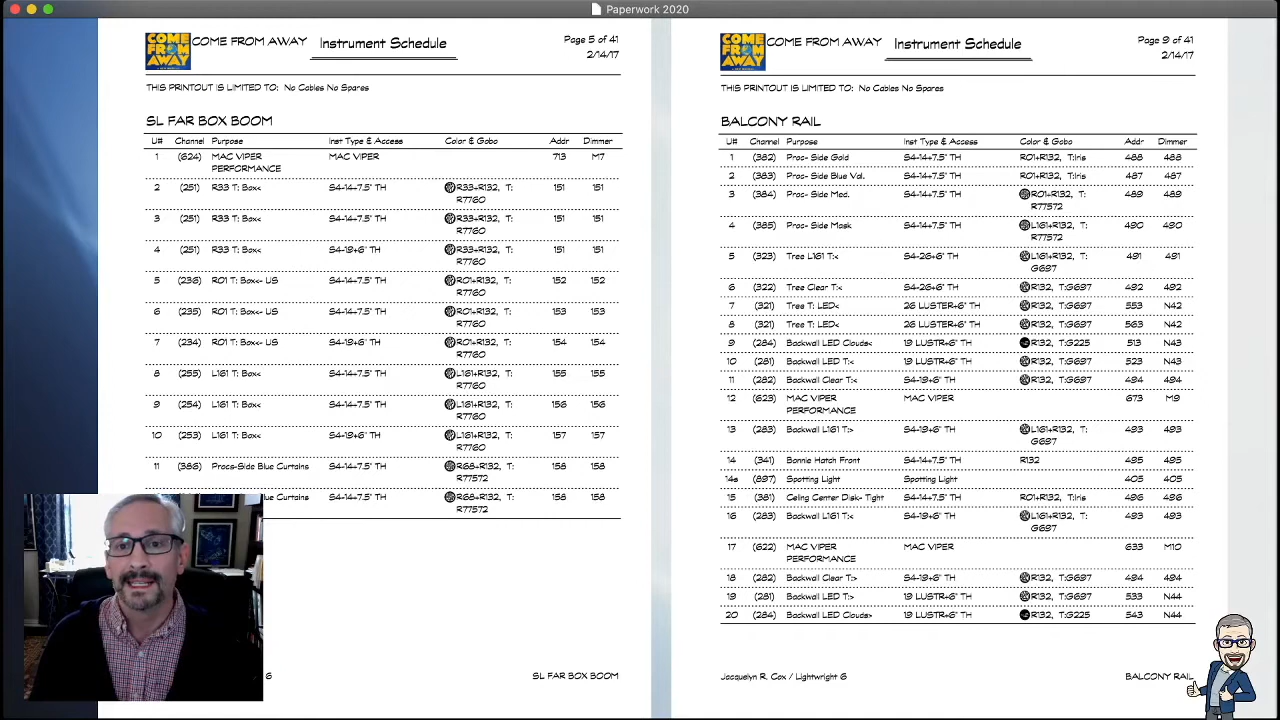 Paperwork 2020
COME FROM AWAY
COME FROM AWAY Instrument Schedule Page 5 of 41
2/14/17
THIS PRINTOUT IS LIMITED TO: No Cables No Spares
SL FAR BOX BOOM
U# Channel Purpose Inst Type & Access Color & Gobo Addr Dimmer
1 (624) MAC VIPER MAC VIPER 713 M7
PERFORMANCE
2 (251) R33 T: Box< S4-14+7.5" TH R33+R132, T: 151 151
R7760
3 (251) R33 T: Box< S4-14+7.5" TH R33+R132, T: 151 151
R7760
4 (251) R33 T: Box< S4-19+6" TH R33+R132, T: 151 151
R7760
5 (236) R01 T: Box<- US S4-14+7.5" TH R01+R132, T: 152 152
R7760
6 (235) R01 T: Box<- US S4-14+7.5" TH R01+R132, T: 153 153
R7760
7 (234) R01 T: Box<- US S4-19+6" TH R01+R132, T: 154 154
R7760
8 (255) L161 T: Box< S4-14+7.5" TH L161+R132, T: 155 155
R7760
9 (254) L161 T: Box< S4-14+7.5" TH L161+R132, T: 156 156
R7760
10 (253) L161 T: Box< S4-19+6" TH L161+R132, T: 157 157
R7760
11 (386) Procs-Side Blue Curtains S4-14+7.5" TH R68+R132, T: 158 158
R77572
lue Curtains S4-14+7.5" TH R68+R132, T: 158 158
R77572
6 SL FAR BOX BOOM
COME FROM AWAY
COME FROM AWAY Instrument Schedule Page 9 of 41
2/14/17
THIS PRINTOUT IS LIMITED TO: No Cables No Spares
BALCONY RAIL
U# Channel Purpose Inst Type & Access Color & Gobo Addr Dimmer
1 (382) Pros- Side Gold S4-14+7.5" TH R01+R132, T:Iris 488 488
2 (383) Pros- Side Blue Val. S4-14+7.5" TH R01+R132, T:Iris 487 487
3 (384) Pros- Side Med. S4-14+7.5" TH R01+R132, T: 489 489
R77572
4 (385) Pros- Side Mask S4-14+7.5" TH L161+R132, T: 490 490
R77572
5 (323) Tree L161 T:< S4-26+6" TH L161+R132, T: 491 491
G697
6 (322) Tree Clear T:< S4-26+6" TH R132, T:G697 492 492
7 (321) Tree T: LED< 26 LUSTER+6" TH R132, T:G697 553 N42
8 (321) Tree T: LED< 26 LUSTER+6" TH R132, T:G697 563 N42
9 (284) Backwall LED Clouds< 19 LUSTR+6" TH R132, T:G225 513 N43
10 (281) Backwall LED T:< 19 LUSTR+6" TH R132, T:G697 523 N43
11 (282) Backwall Clear T:< S4-19+6" TH R132, T:G697 494 494
12 (623) MAC VIPER MAC VIPER 673 M9
PERFORMANCE
13 (283) Backwall L161 T:> S4-19+6" TH L161+R132, T: 493 493
G697
14 (341) Bonnie Hatch Front S4-14+7.5" TH R132 495 495
14s (897) Spotting Light Spotting Light 405 405
15 (381) Celing Center Disk- Tight S4-14+7.5" TH R01+R132, T:Iris 496 496
16 (283) Backwall L161 T:< S4-19+6" TH L161+R132, T: 493 493
G697
17 (622) MAC VIPER MAC VIPER 633 M10
PERFORMANCE
18 (282) Backwall Clear T:> S4-19+6" TH R132, T:G697 494 494
19 (281) Backwall LED T:> 19 LUSTR+6" TH R132, T:G697 533 N44
20 (284) Backwall LED Clouds> 19 LUSTR+6" TH R132, T:G225 543 N44
Jacquelyn R. Cox / Lightwright 6 BALCONY RAIL